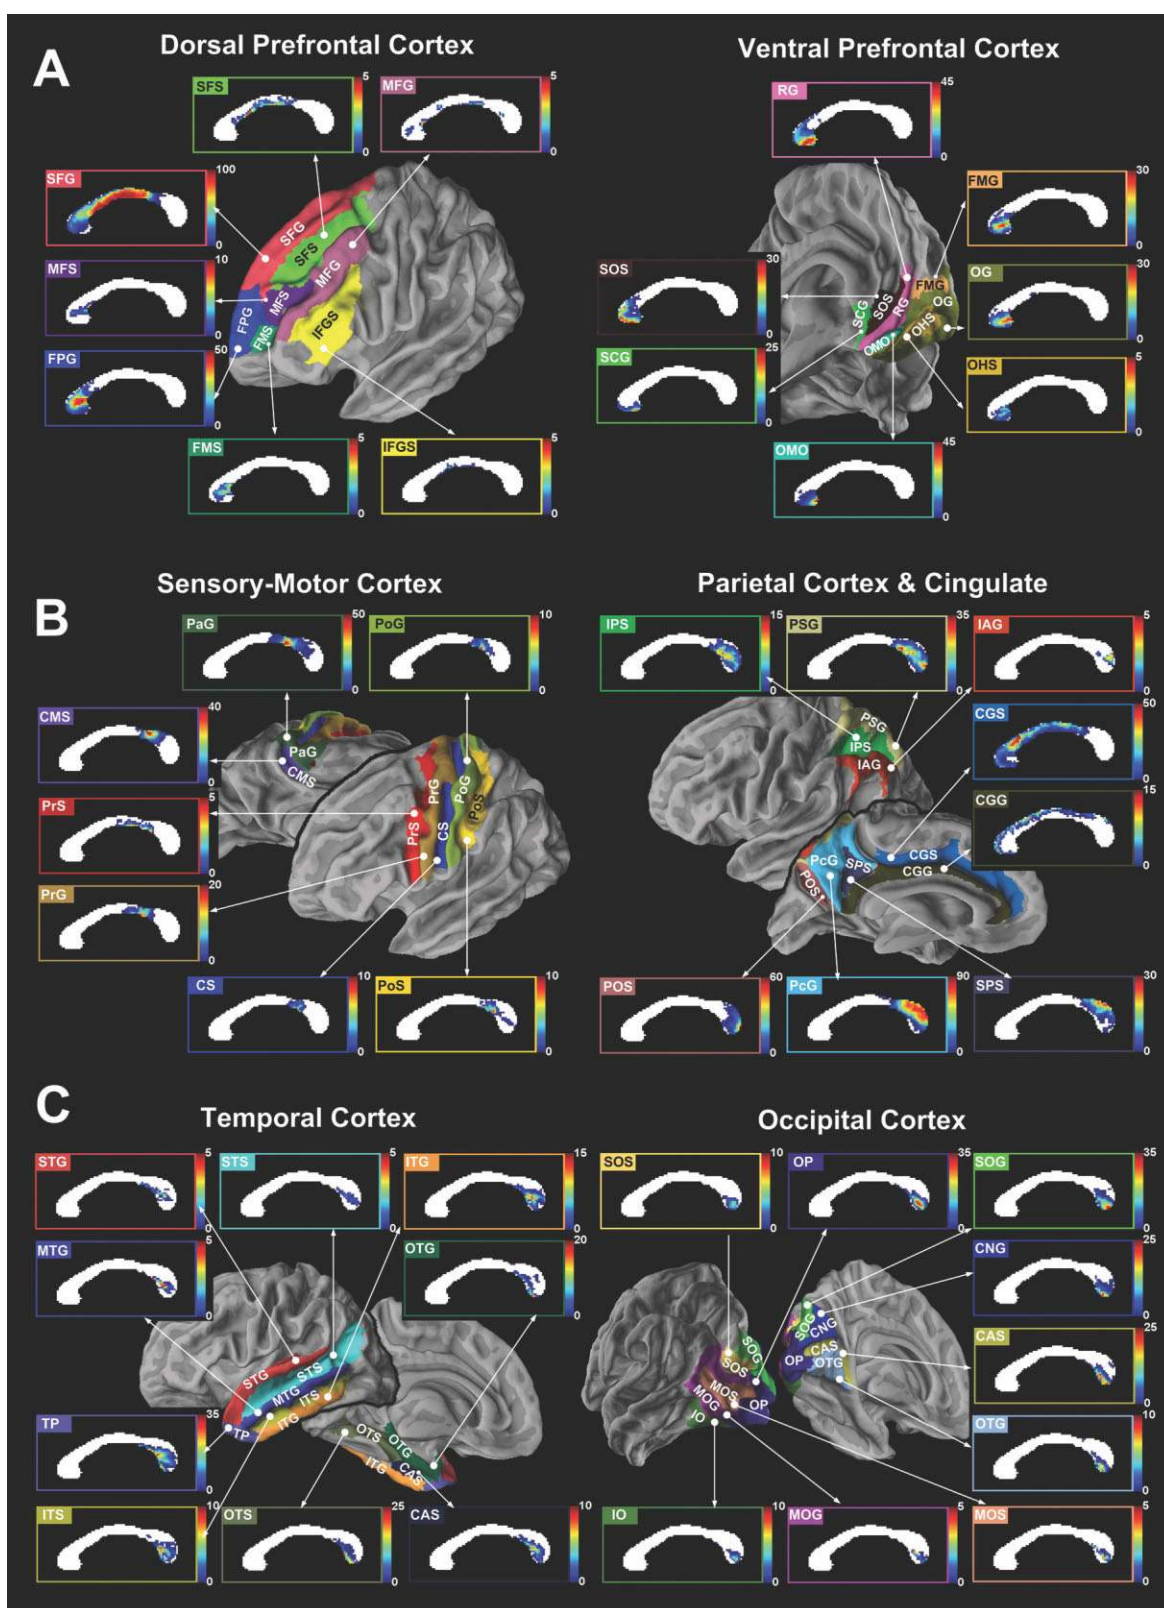 A
Dorsal Prefrontal Cortex
Ventral Prefrontal Cortex
SFS
5
0
MFG
5
0
RG
45
0
SFG
100
0
FMG
30
0
MFS
10
0
SOS
30
0
OG
30
0
FPG
50
0
SCG
25
0
OHS
5
0
FMS
5
0
IFGS
5
0
OMO
45
0
SFG
SFS
MFG
MFS
FPG
FMS
IFGS
SCG
SOS
RG
FMG
OG
OHS
OMO
B
Sensory-Motor Cortex
Parietal Cortex & Cingulate
PaG
50
0
PoG
10
0
IPS
15
0
PSG
35
0
IAG
5
0
CMS
40
0
CGS
50
0
PrS
5
0
CGG
15
0
PrG
20
0
CS
10
0
PoS
10
0
POS
60
0
PcG
90
0
SPS
30
0
PaG
CMS
PrG
PrS
CS
PoG
PoS
PSG
IPS
IAG
PcG
SPS
POS
CGS
CGG
C
Temporal Cortex
Occipital Cortex
STG
5
0
STS
5
0
ITG
15
0
SOS
10
0
OP
35
0
SOG
35
0
MTG
5
0
OTG
20
0
CNG
25
0
CAS
25
0
TP
35
0
OTG
10
0
ITS
10
0
OTS
25
0
CAS
10
0
IO
10
0
MOG
5
0
MOS
5
0
STG
STS
MTG
ITS
ITG
TP
OTS
OTG
CAS
ITG
SOG
SOS
MOS
MOG
OP
IO
SOG
CNG
CAS
OP
OTG